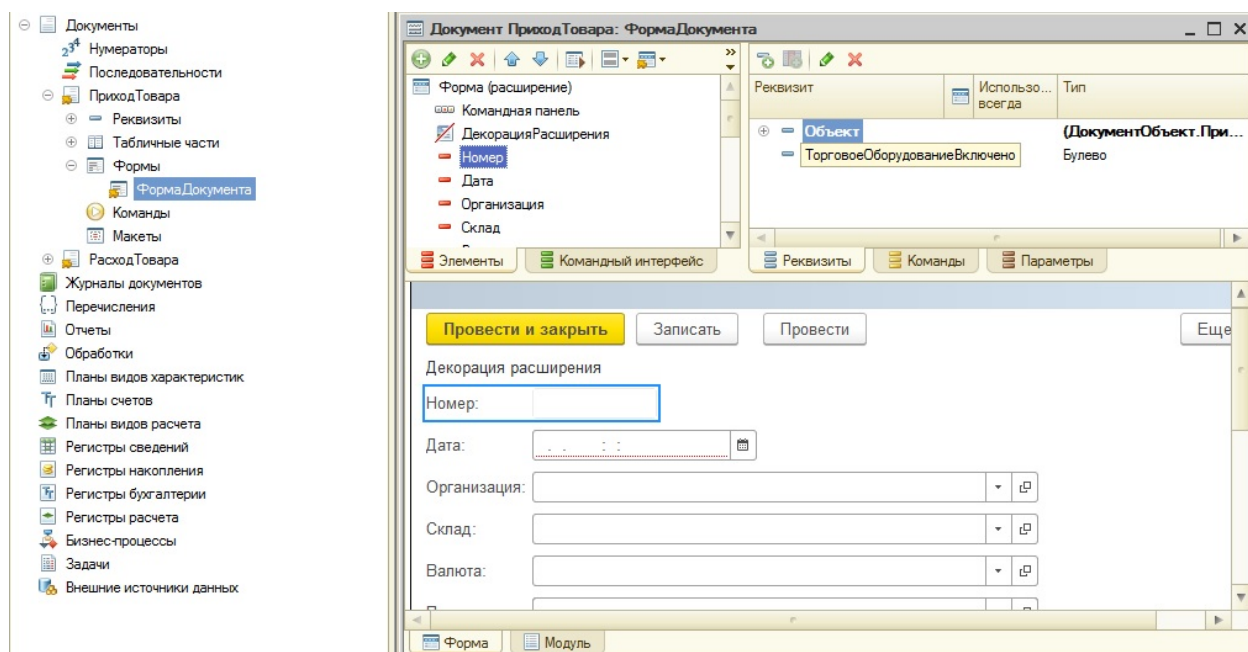 Документы
Нумераторы
Последовательности
ПриходТовара
Реквизиты
Табличные части
Формы
ФормаДокумента
Команды
Макеты
РасходТовара
Журналы документов
Перечисления
Отчеты
Обработки
Планы видов характеристик
Планы счетов
Планы видов расчета
Регистры сведений
Регистры накопления
Регистры бухгалтерии
Регистры расчета
Бизнес-процессы
Задачи
Внешние источники данных
Документ ПриходТовара: ФормаДокумента
Форма (расширение)
Командная панель
ДекорацияРасширения
Номер
Дата
Организация
Склад
Элементы Командный интерфейс
Реквизит Использо... всегда Тип
Объект (ДокументОбъект.При...
ТорговоеОборудованиеВключено Булево
Реквизиты Команды Параметры
Провести и закрыть Записать Провести Еще
Декорация расширения
Номер:
Дата: . . : :
Организация:
Склад:
Валюта:
Форма Модуль